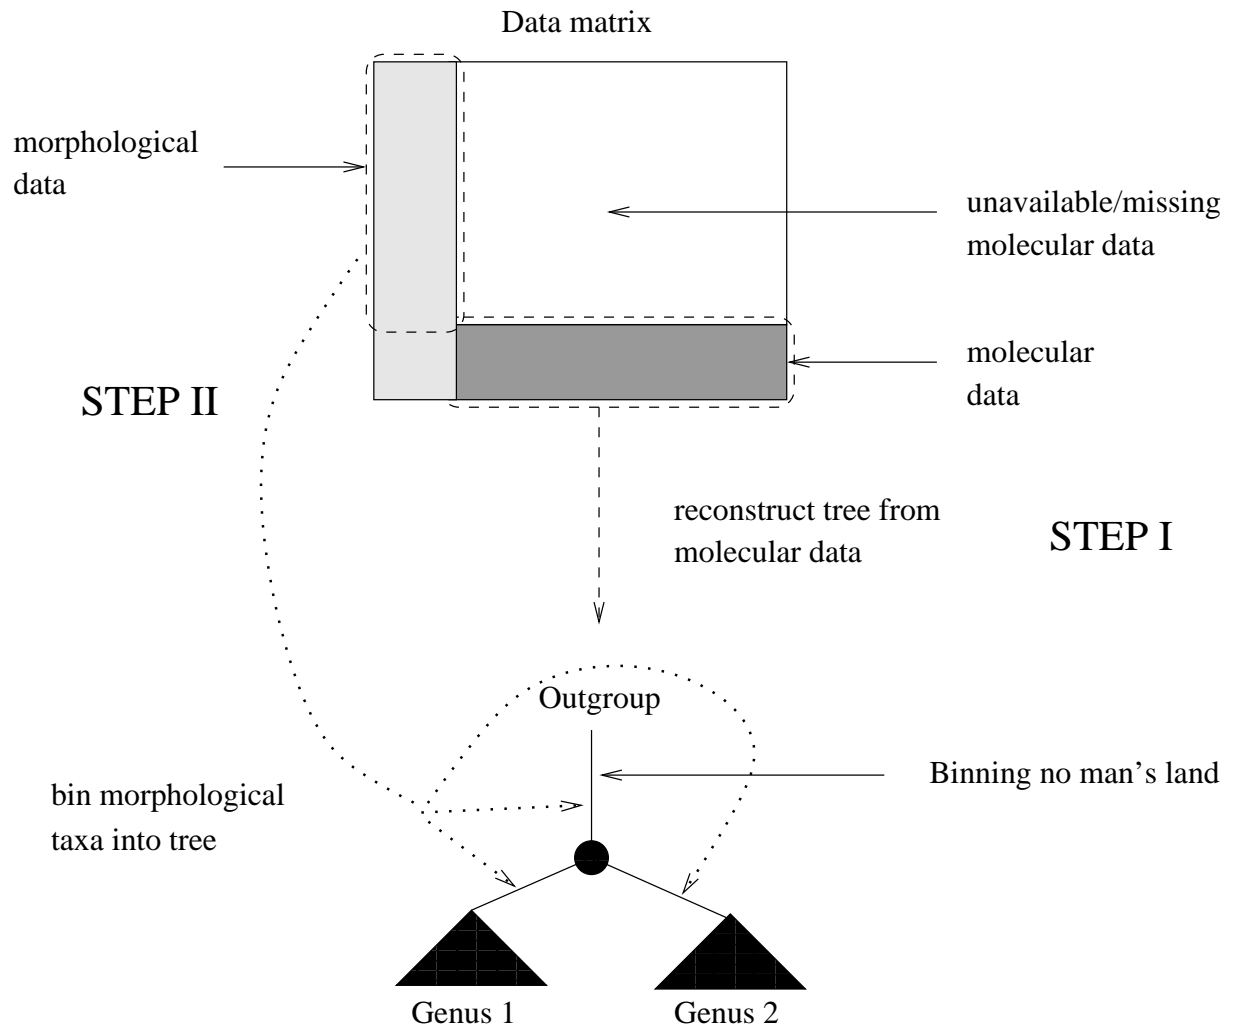 Data matrix
morphological
data
unavailable/missing
molecular data
molecular
data
STEP II
reconstruct tree from
molecular data
STEP I
Outgroup
Binning no man’s land
bin morphological
taxa into tree
Genus 1
Genus 2